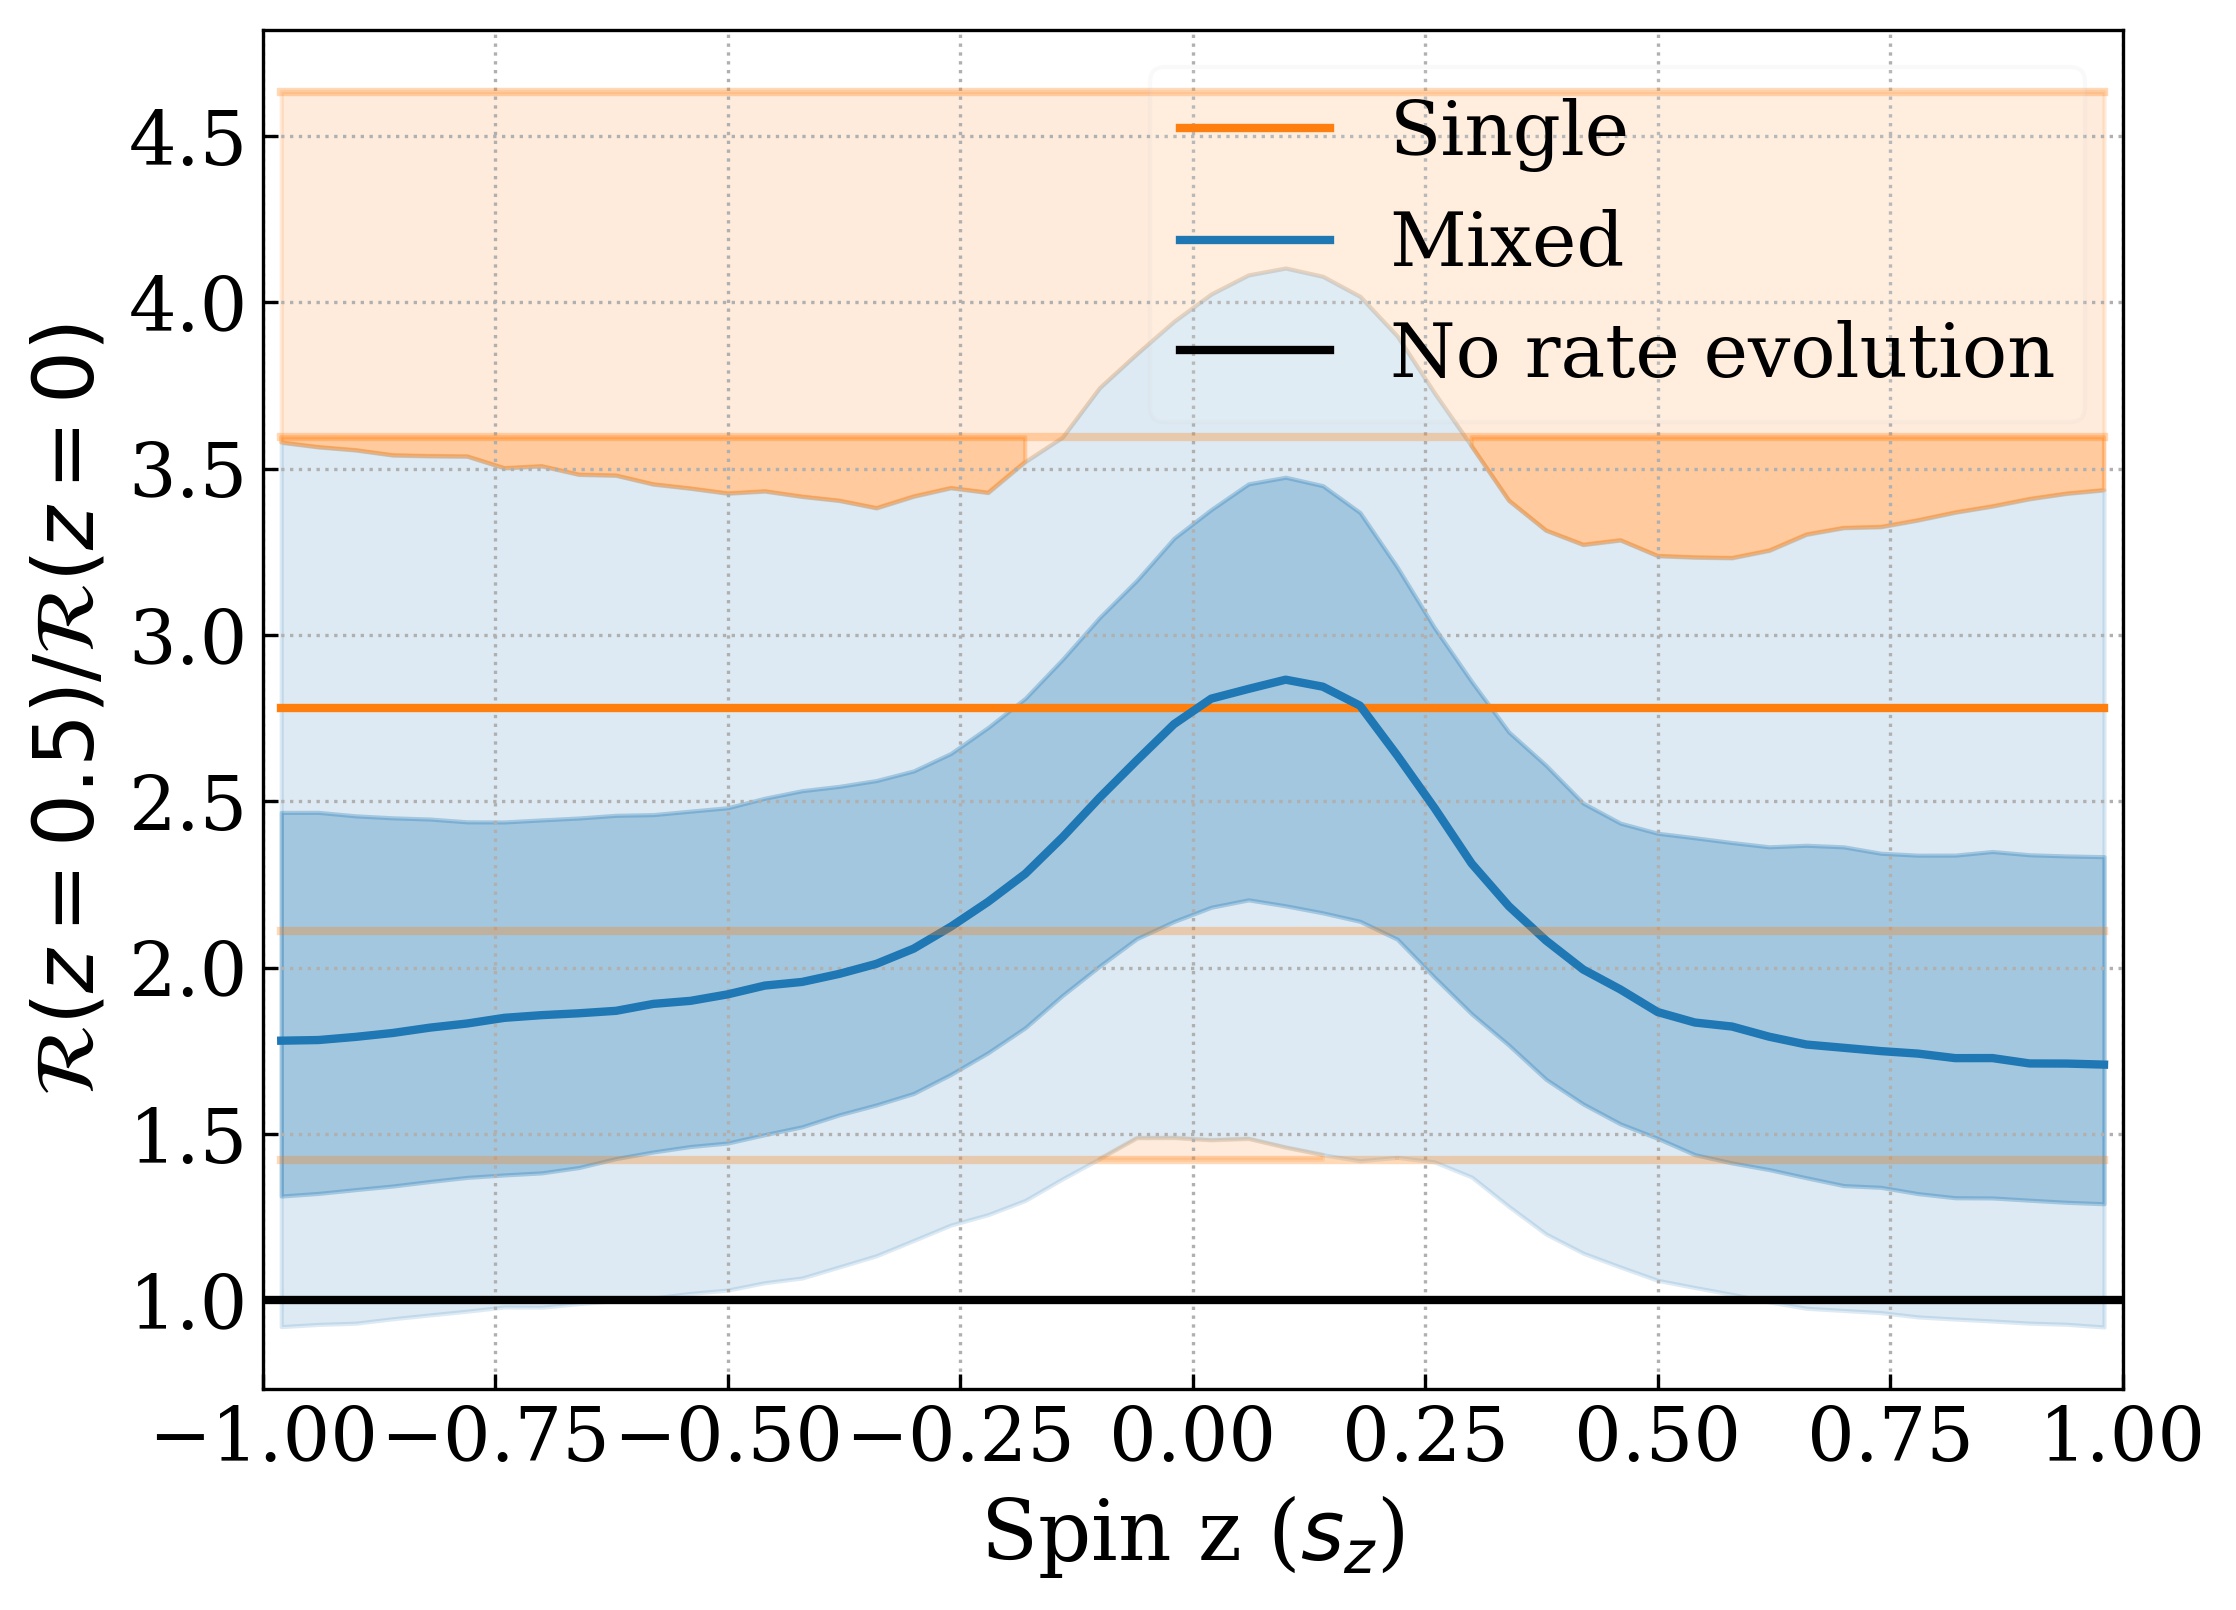 Single
Mixed
No rate evolution
4.5
4.0
3.5
3.0
2.5
2.0
1.5
1.0
ℛ(z = 0.5)/ℛ(z = 0)
−1.00 −0.75 −0.50 −0.25 0.00 0.25 0.50 0.75 1.00
Spin z (s_z)